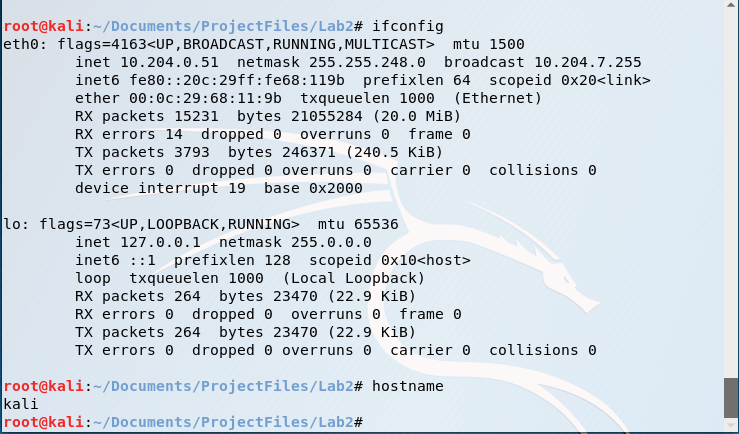 root@kali:~/Documents/ProjectFiles/Lab2# ifconfig
eth0: flags=4163<UP,BROADCAST,RUNNING,MULTICAST>  mtu 1500
        inet 10.204.0.51  netmask 255.255.248.0  broadcast 10.204.7.255
        inet6 fe80::20c:29ff:fe68:119b  prefixlen 64  scopeid 0x20<link>
        ether 00:0c:29:68:11:9b  txqueuelen 1000  (Ethernet)
        RX packets 15231  bytes 21055284 (20.0 MiB)
        RX errors 14  dropped 0  overruns 0  frame 0
        TX packets 3793  bytes 246371 (240.5 KiB)
        TX errors 0  dropped 0 overruns 0  carrier 0  collisions 0
        device interrupt 19  base 0x2000
lo: flags=73<UP,LOOPBACK,RUNNING>  mtu 65536
        inet 127.0.0.1  netmask 255.0.0.0
        inet6 ::1  prefixlen 128  scopeid 0x10<host>
        loop  txqueuelen 1000  (Local Loopback)
        RX packets 264  bytes 23470 (22.9 KiB)
        RX errors 0  dropped 0  overruns 0  frame 0
        TX packets 264  bytes 23470 (22.9 KiB)
        TX errors 0  dropped 0 overruns 0  carrier 0  collisions 0
root@kali:~/Documents/ProjectFiles/Lab2# hostname
kali
root@kali:~/Documents/ProjectFiles/Lab2#